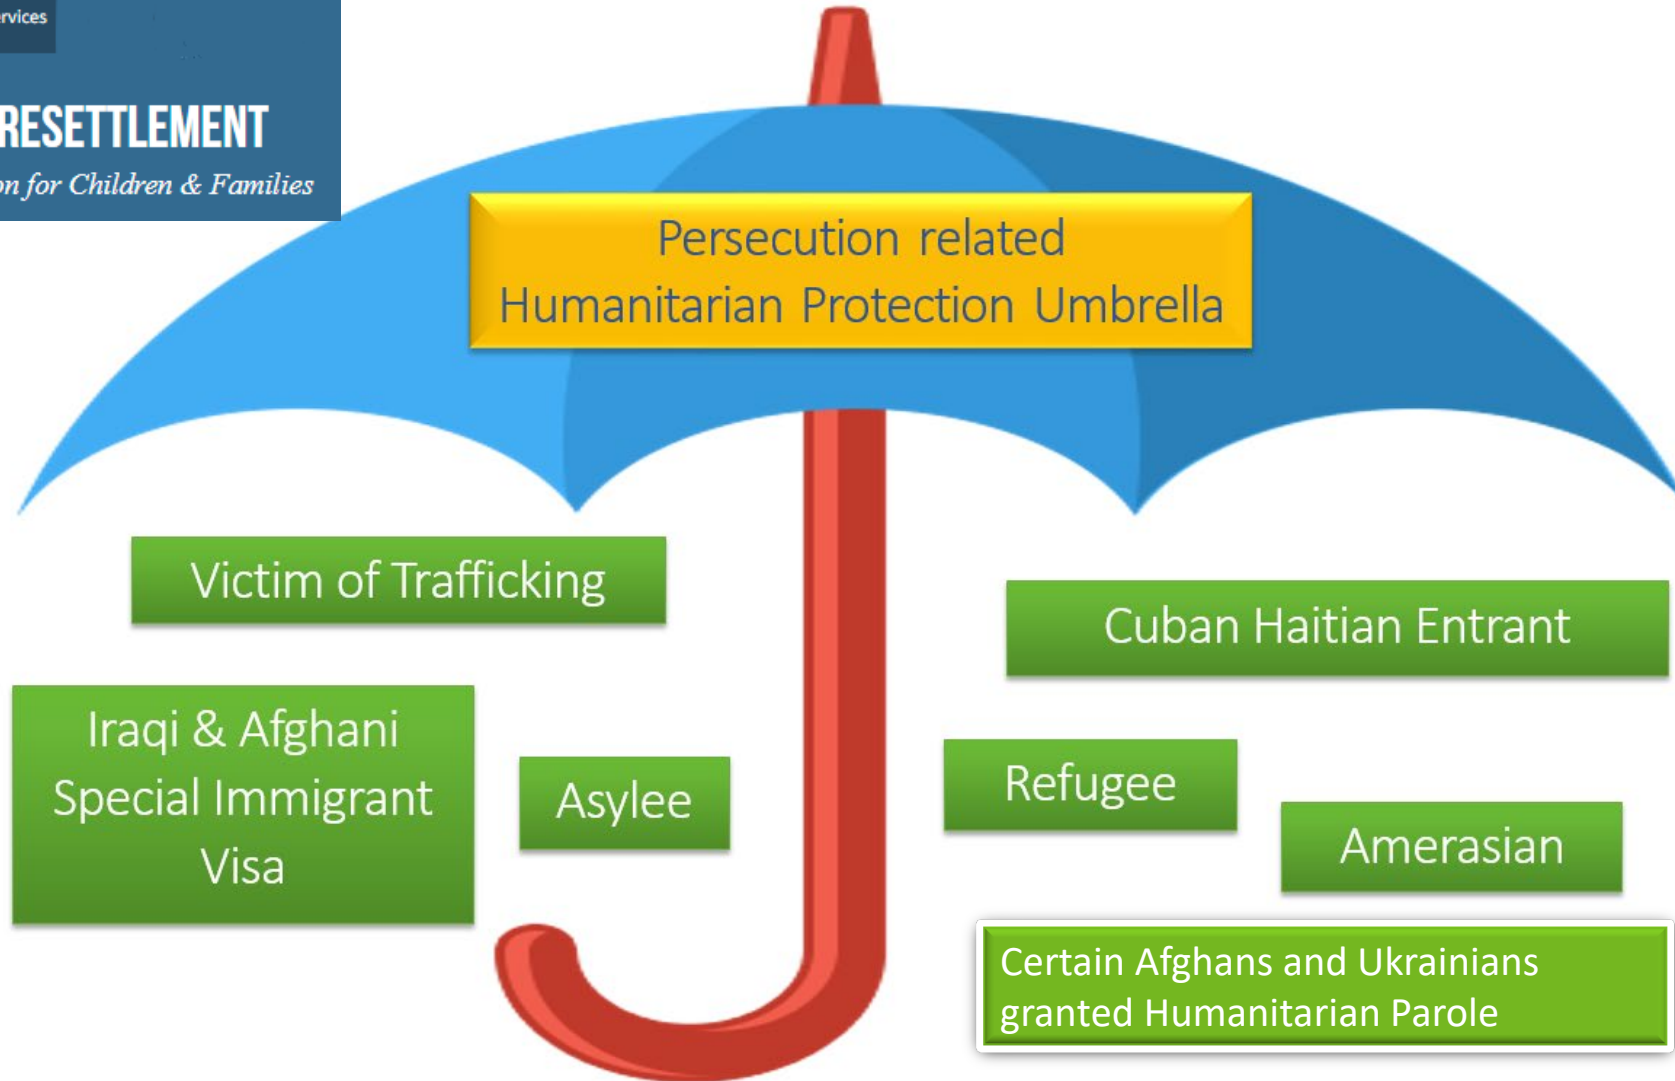 ervices
RESETTLEMENT
on for Children & Families
Persecution related
Humanitarian Protection Umbrella
Victim of Trafficking
Cuban Haitian Entrant
Iraqi & Afghani
Special Immigrant
Visa
Asylee
Refugee
Amerasian
Certain Afghans and Ukrainians
granted Humanitarian Parole